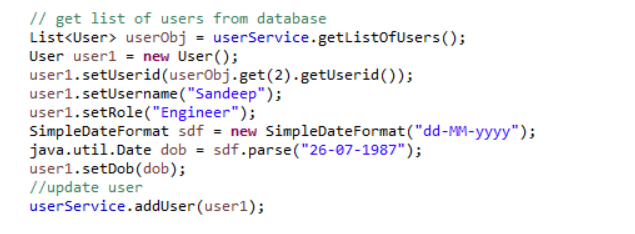 // get list of users from database
List<User> userObj = userService.getListOfUsers();
User user1 = new User();
user1.setUserid(userObj.get(2).getUserid());
user1.setUsername("Sandeep");
user1.setRole("Engineer");
SimpleDateFormat sdf = new SimpleDateFormat("dd-MM-yyyy");
java.util.Date dob = sdf.parse("26-07-1987");
user1.setDob(dob);
//update user
userService.addUser(user1);